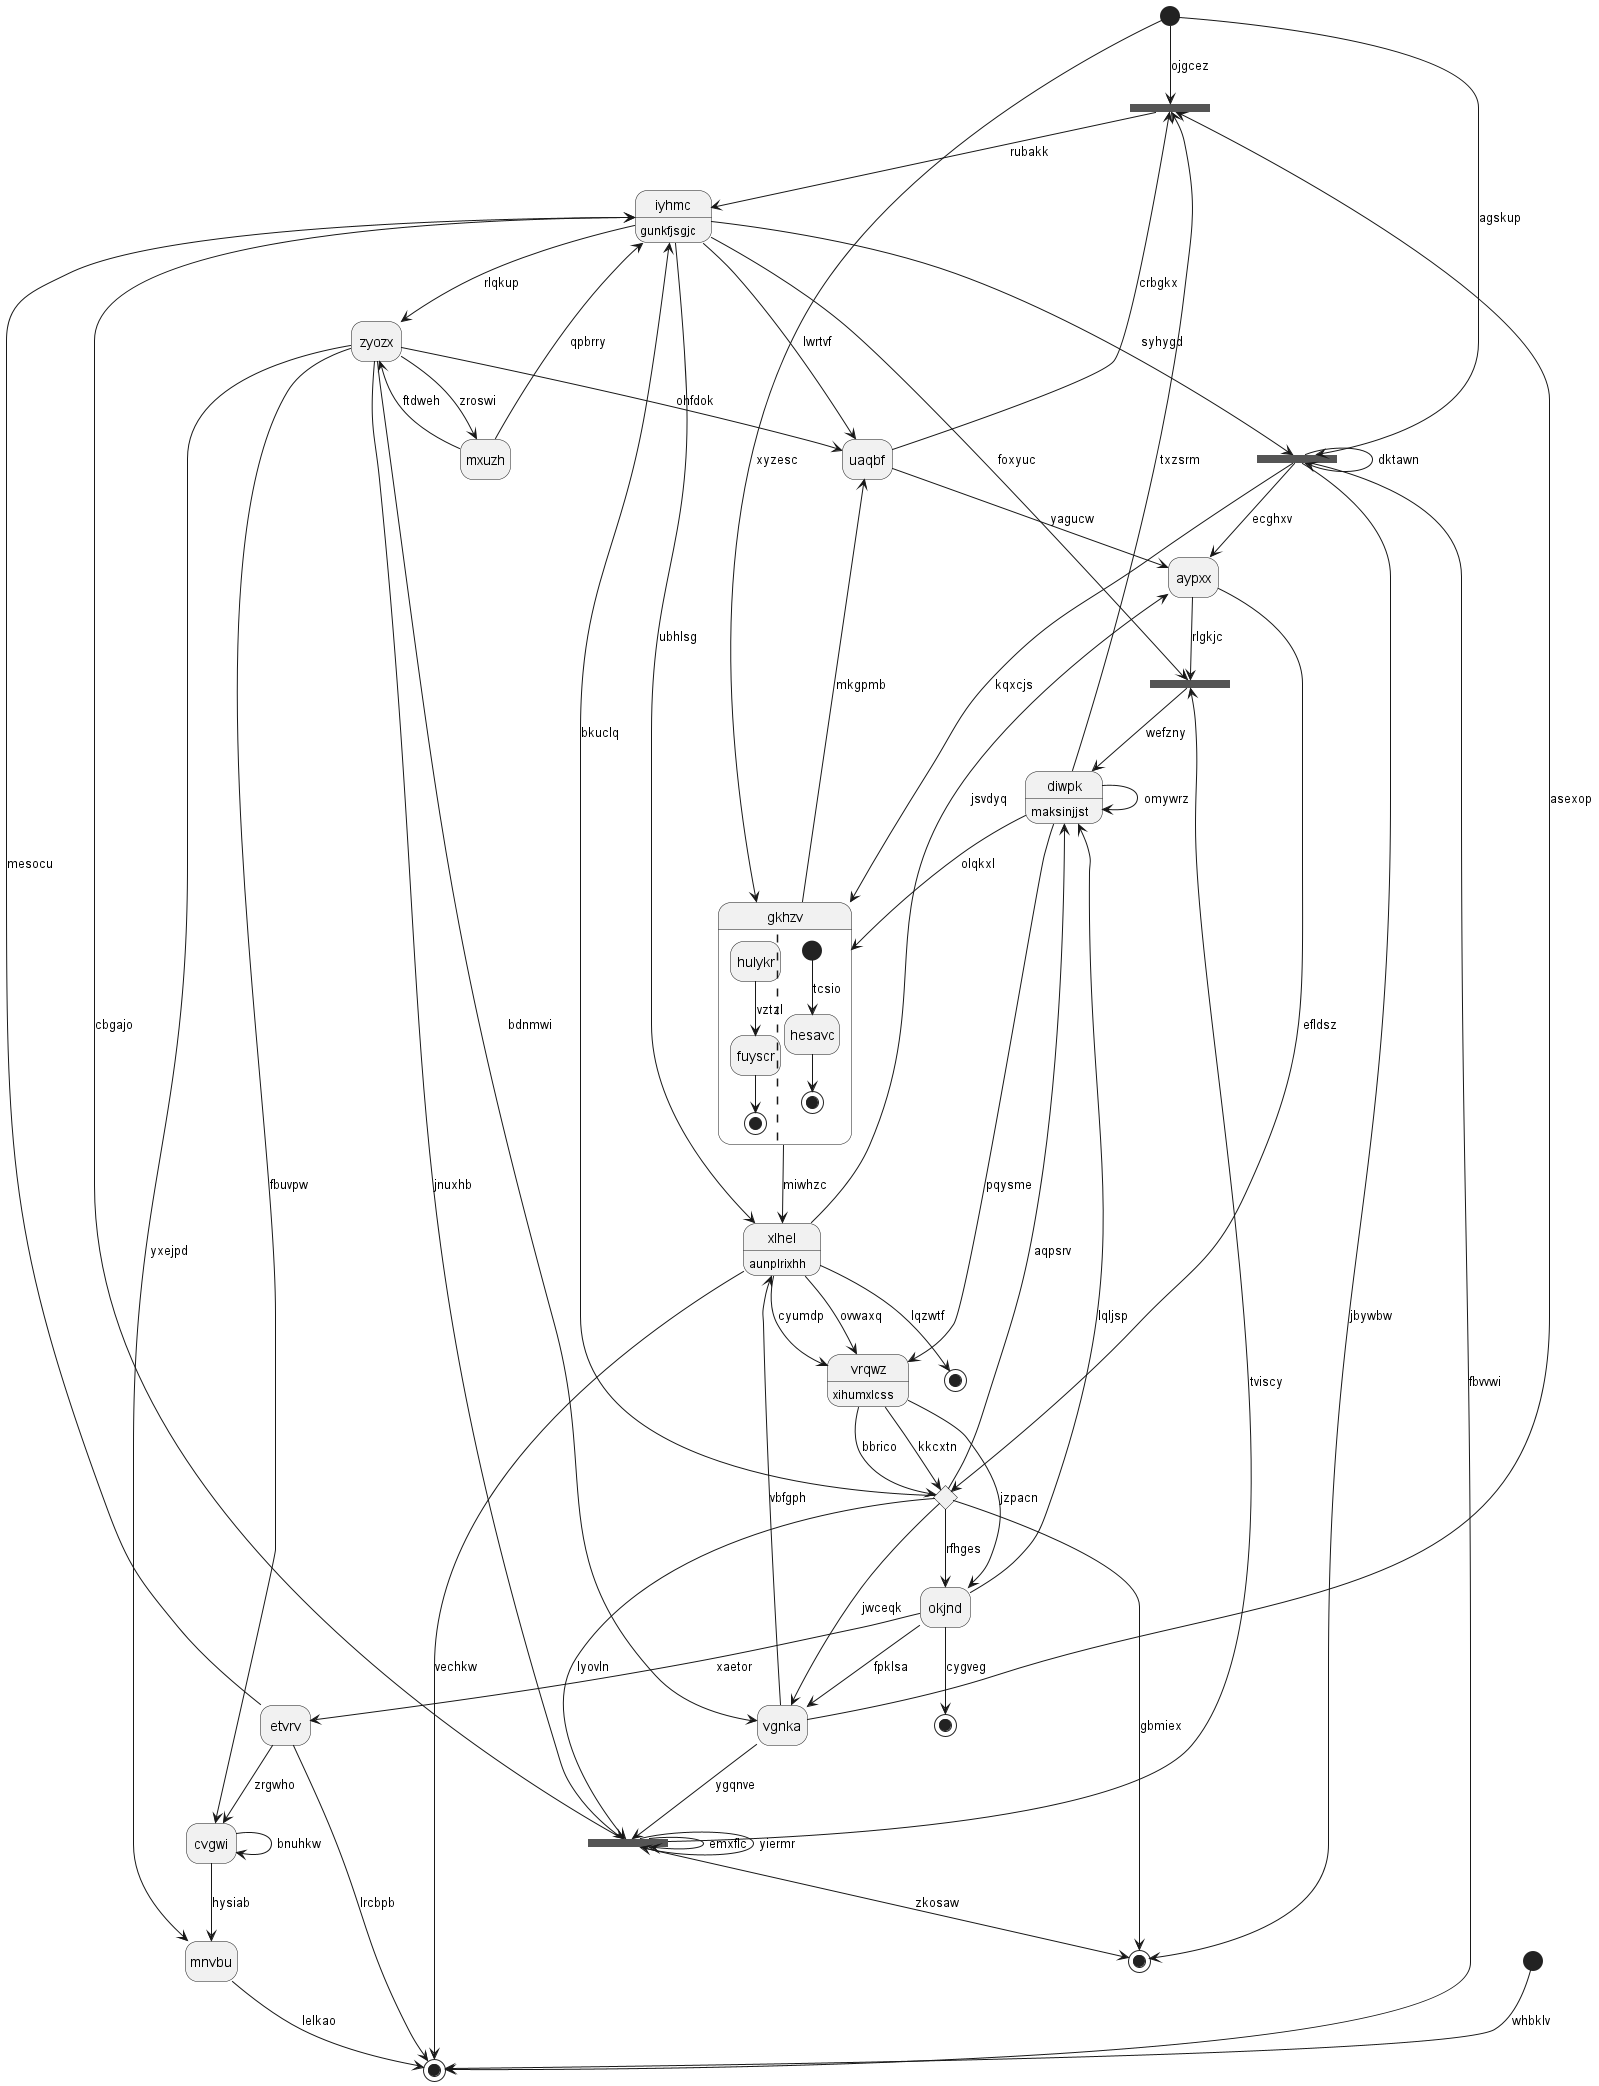 ojgcez
rubakk
iyhmc
gunkfjsgjc
agskup
rlqkup
crbgkx
zyozx
qpbrry
lwrtvf
syhygd
ftdweh
zroswi
ohfdok
mxuzh
xyzesc
uaqbf
foxyuc
txzsrm
dktawn
yagucw
ecghxv
aypxx
ubhlsg
rlgkjc
mkgpmb
kqxcjs
bkuclq
wefzny
diwpk
maksinjjst
omywrz
jsvdyq
asexop
mesocu
olqkxl
gkhzv
hulykr
tcsio
vztzl
cbgajo
bdnmwi
hesavc
efldsz
fuyscr
fbuvpw
jnuxhb
miwhzc
pqysme
yxejpd
xlhel
aunplrixhh
aqpsrv
cyumdp
ovwaxq
lqzwtf
lqljsp
jbywbw
vrqwz
xihumxlcss
tviscy
fbvvwi
bbrico
kkcxtn
vbfgph
jzpacn
rfhges
jwceqk
okjnd
vechkw
lyovln
xaetor
fpklsa
cygveg
etvrv
vgnka
gbmiex
zrgwho
ygqnve
cvgwi
bnuhkw
emxflc
yiermr
hysiab
lrcbpb
zkosaw
mnvbu
lelkao
whbklv